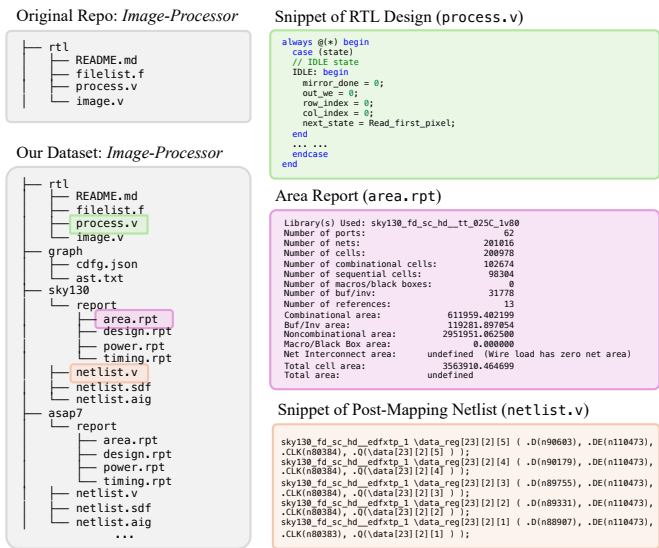 Original Repo: Image-Processor
├── rtl
│ ├── README.md
│ ├── filelist.f
│ ├── process.v
│ └── image.v
Our Dataset: Image-Processor
├── rtl
│ ├── README.md
│ ├── filelist.f
│ ├── process.v
│ └── image.v
├── graph
│ ├── cdfg.json
│ └── ast.txt
├── sky130
│ └── report
│ ├── area.rpt
│ ├── design.rpt
│ ├── power.rpt
│ └── timing.rpt
│ ├── netlist.v
│ ├── netlist.sdf
│ └── netlist.aig
├── asap7
│ └── report
│ ├── area.rpt
│ ├── design.rpt
│ ├── power.rpt
│ └── timing.rpt
│ ├── netlist.v
│ ├── netlist.sdf
│ └── netlist.aig
...
Snippet of RTL Design (process.v)
always @(*) begin
case (state)
// IDLE state
IDLE: begin
mirror_done = 0;
out_we = 0;
row_index = 0;
col_index = 0;
next_state = Read_first_pixel;
end
... ...
endcase
end
Area Report (area.rpt)
Library(s) Used: sky130_fd_sc_hd__tt_025C_1v80
Number of ports: 62
Number of nets: 201016
Number of cells: 200978
Number of combinational cells: 102674
Number of sequential cells: 98304
Number of macros/black boxes: 0
Number of buf/inv: 31778
Number of references: 13
Combinational area: 611959.402199
Buf/Inv area: 119281.897054
Noncombinational area: 2951951.062500
Macro/Black Box area: 0.000000
Net Interconnect area: undefined (Wire load has zero net area)
Total cell area: 3563910.464699
Total area: undefined
Snippet of Post-Mapping Netlist (netlist.v)
sky130_fd_sc_hd__edfxtp_1 \data_reg[23][2][5] ( .D(n90603), .DE(n110473),
.CLK(n80384), .Q(\data[23][2][5] ) );
sky130_fd_sc_hd__edfxtp_1 \data_reg[23][2][4] ( .D(n90179), .DE(n110473),
.CLK(n80384), .Q(\data[23][2][4] ) );
sky130_fd_sc_hd__edfxtp_1 \data_reg[23][2][3] ( .D(n89755), .DE(n110473),
.CLK(n80384), .Q(\data[23][2][3] ) );
sky130_fd_sc_hd__edfxtp_1 \data_reg[23][2][2] ( .D(n89331), .DE(n110473),
.CLK(n80384), .Q(\data[23][2][2] ) );
sky130_fd_sc_hd__edfxtp_1 \data_reg[23][2][1] ( .D(n88907), .DE(n110473),
.CLK(n80383), .Q(\data[23][2][1] ) );